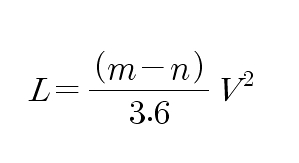 L = (m − n) / 3.6 V²